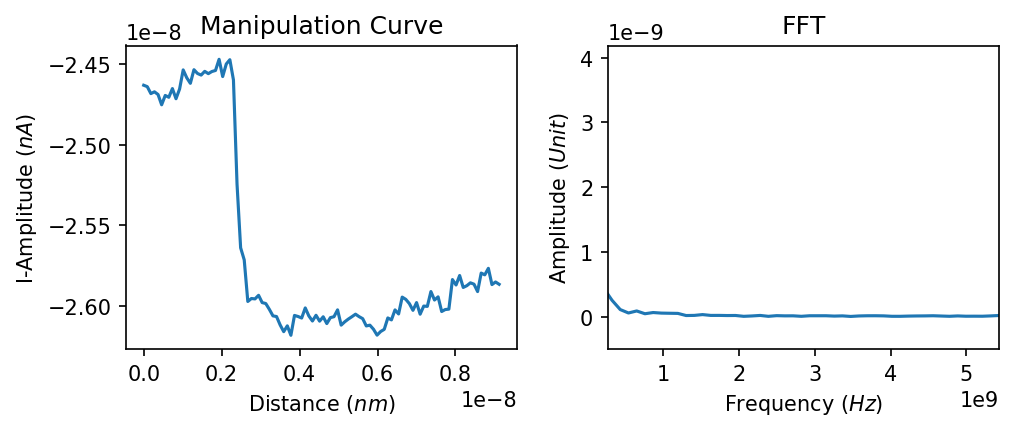 Manipulation Curve
1e−8
−2.45
−2.50
−2.55
−2.60
I-Amplitude (nA)
0.0 0.2 0.4 0.6 0.8
1e−8
Distance (nm)
FFT
1e−9
4
3
2
1
0
Amplitude (Unit)
1 2 3 4 5
1e9
Frequency (Hz)